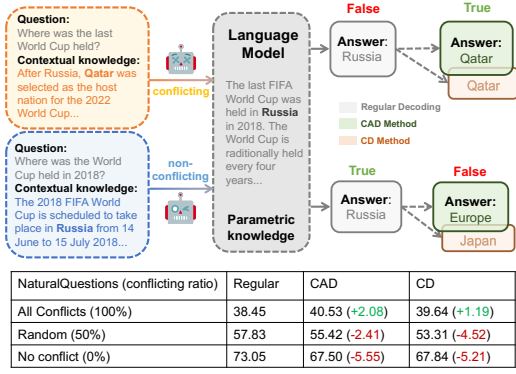 Question:
Where was the last
World Cup held?
Contextual knowledge:
After Russia, Qatar was
selected as the host
nation for the 2022
World Cup...
conflicting
Question:
Where was the World
Cup held in 2018?
Contextual knowledge:
The 2018 FIFA World
Cup is scheduled to take
place in Russia from 14
June to 15 July 2018...
non-
conflicting
Language
Model
The last FIFA
World Cup was
held in Russia
in 2018. The
World Cup is
raditionally held
every four
years...
Parametric
knowledge
False
Answer:
Russia
True
Answer:
Qatar
Qatar
Regular Decoding
CAD Method
CD Method
True
Answer:
Russia
False
Answer:
Europe
Japan
NaturalQuestions (conflicting ratio) Regular CAD CD
All Conflicts (100%) 38.45 40.53 (+2.08) 39.64 (+1.19)
Random (50%) 57.83 55.42 (-2.41) 53.31 (-4.52)
No conflict (0%) 73.05 67.50 (-5.55) 67.84 (-5.21)